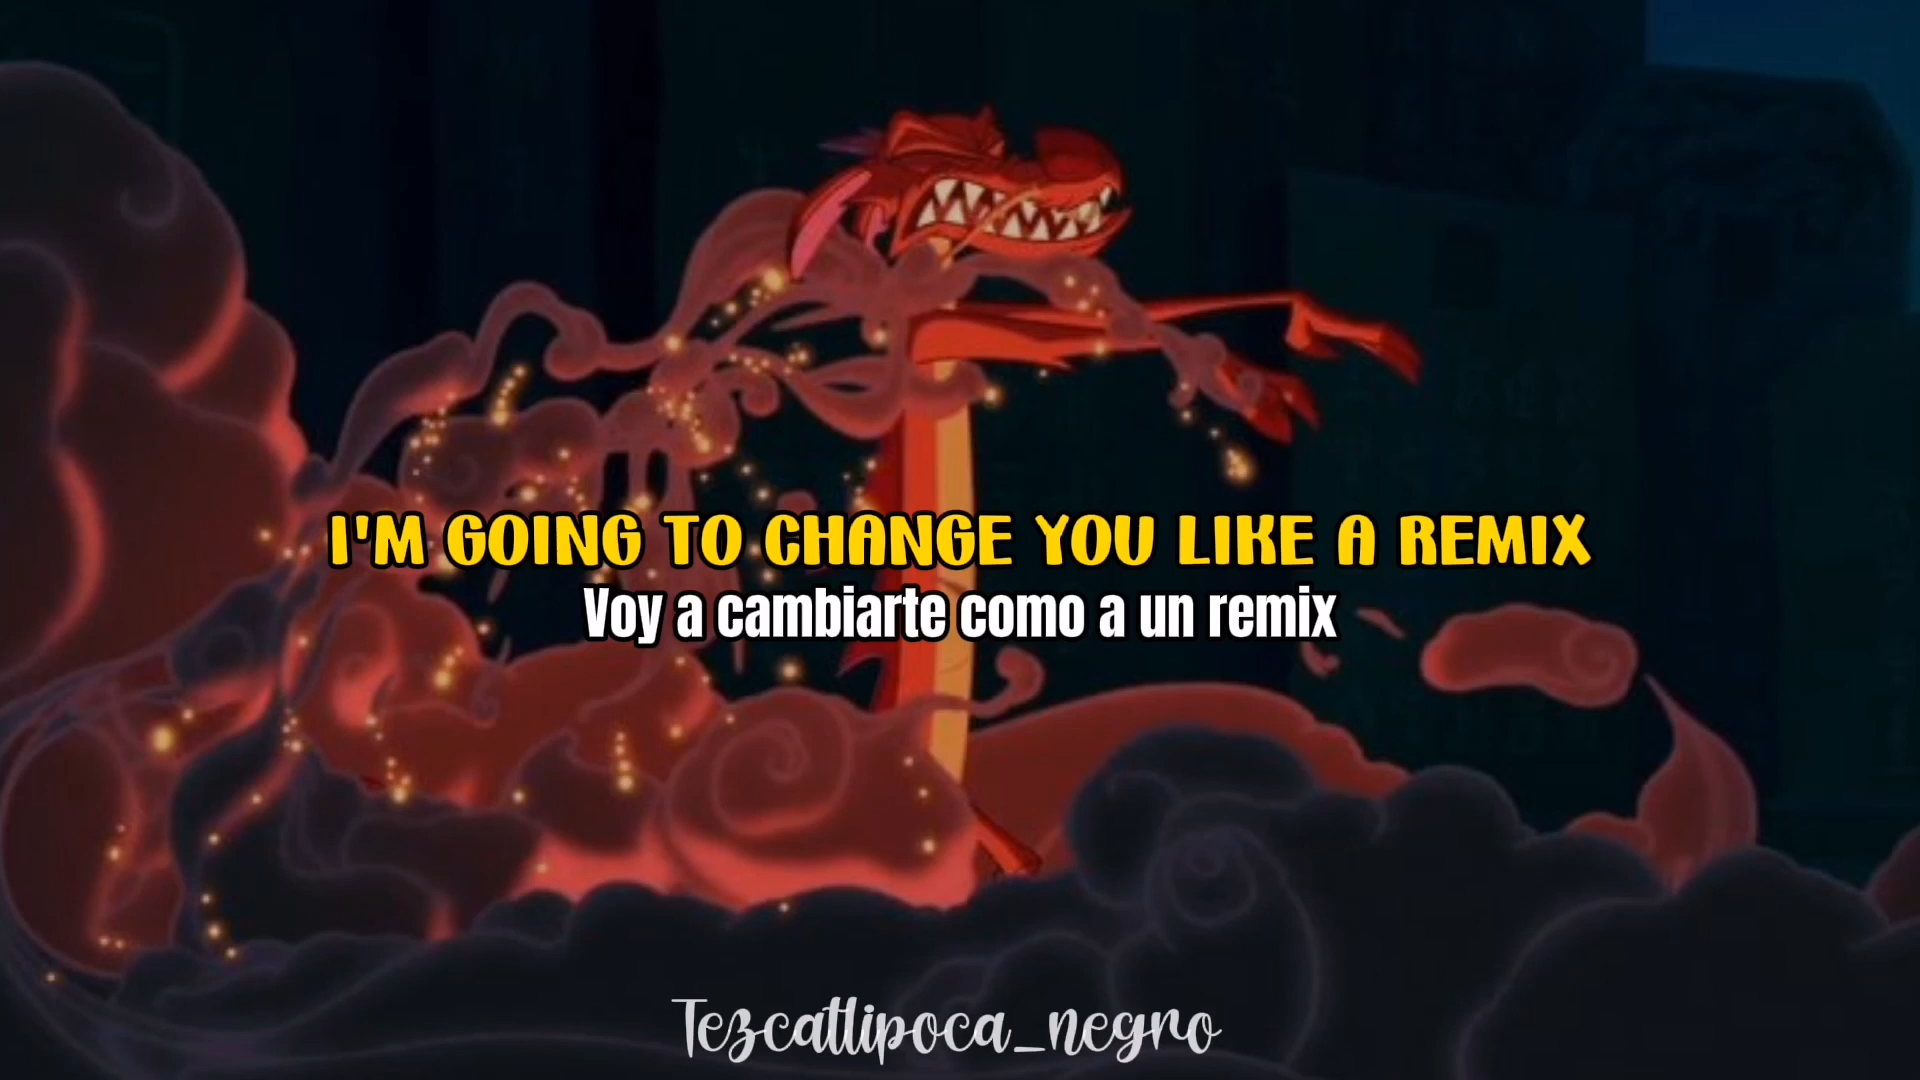 I'M GOING TO CHANGE YOU LIKE A REMIX
Voy a cambiarte como a un remix
Tezcatlipoca_negro